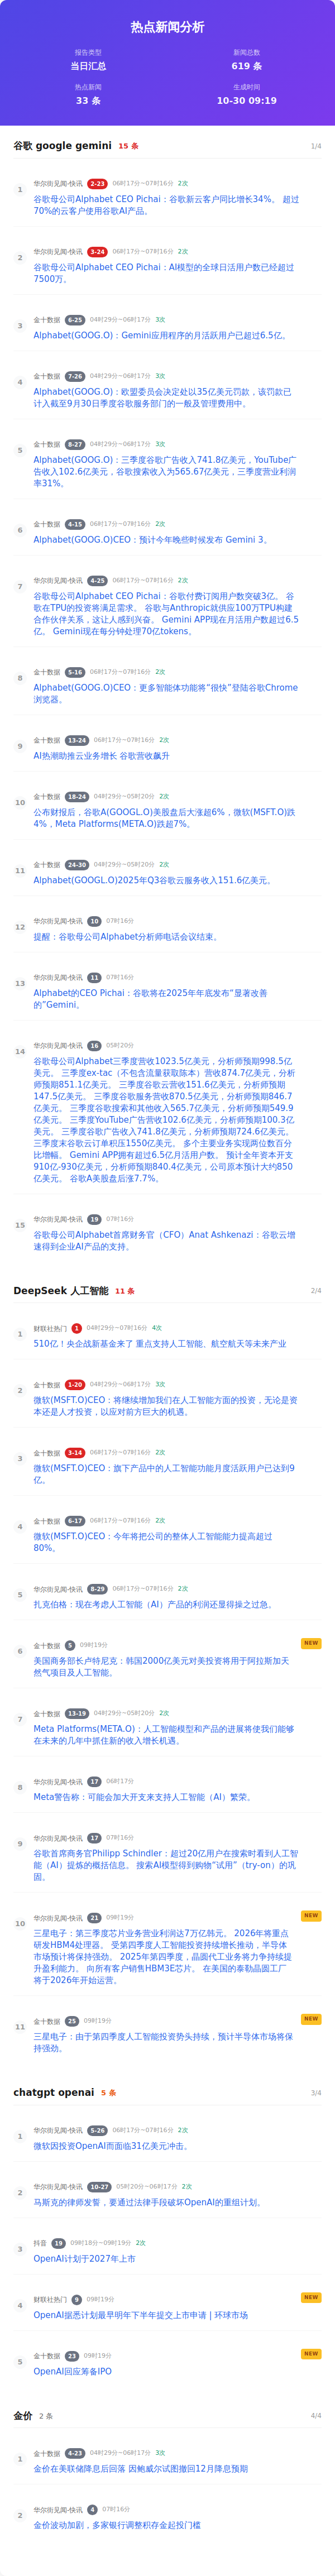 热点新闻分析
报告类型
新闻总数
当日汇总
619 条
热点新闻
生成时间
33 条
10-30 09:19
谷歌 google gemini 15 条 1/4
1
华尔街见闻-快讯 2-23 06时17分~07时16分 2次
谷歌母公司Alphabet CEO Pichai：谷歌新云客户同比增长34%。 超过
70%的云客户使用谷歌AI产品。
2
华尔街见闻-快讯 3-24 06时17分~07时16分 2次
谷歌母公司Alphabet CEO Pichai：AI模型的全球日活用户数已经超过
7500万。
3
金十数据 6-25 04时29分~06时17分 3次
Alphabet(GOOG.O)：Gemini应用程序的月活跃用户已超过6.5亿。
4
金十数据 7-26 04时29分~06时17分 3次
Alphabet(GOOG.O)：欧盟委员会决定处以35亿美元罚款，该罚款已
计入截至9月30日季度谷歌服务部门的一般及管理费用中。
5
金十数据 8-27 04时29分~06时17分 3次
Alphabet(GOOG.O)：三季度谷歌广告收入741.8亿美元，YouTube广
告收入102.6亿美元，谷歌搜索收入为565.67亿美元，三季度营业利润
率31%。
6
金十数据 4-15 06时17分~07时16分 2次
Alphabet(GOOG.O)CEO：预计今年晚些时候发布 Gemini 3。
7
华尔街见闻-快讯 4-25 06时17分~07时16分 2次
谷歌母公司Alphabet CEO Pichai：谷歌付费订阅用户数突破3亿。 谷
歌在TPU的投资将满足需求。 谷歌与Anthropic就供应100万TPU构建
合作伙伴关系，这让人感到兴奋。 Gemini APP现在月活用户数超过6.5
亿。 Gemini现在每分钟处理70亿tokens。
8
金十数据 5-16 06时17分~07时16分 2次
Alphabet(GOOG.O)CEO：更多智能体功能将“很快”登陆谷歌Chrome
浏览器。
9
金十数据 13-24 06时17分~07时16分 2次
AI热潮助推云业务增长 谷歌营收飙升
10
金十数据 18-24 04时29分~05时20分 2次
公布财报后，谷歌A(GOOGL.O)美股盘后大涨超6%，微软(MSFT.O)跌
4%，Meta Platforms(META.O)跌超7%。
11
金十数据 24-30 04时29分~05时20分 2次
Alphabet(GOOGL.O)2025年Q3谷歌云服务收入151.6亿美元。
12
华尔街见闻-快讯 10 07时16分
提醒：谷歌母公司Alphabet分析师电话会议结束。
13
华尔街见闻-快讯 11 07时16分
Alphabet的CEO Pichai：谷歌将在2025年年底发布“显著改善
的”Gemini。
14
华尔街见闻-快讯 16 05时20分
谷歌母公司Alphabet三季度营收1023.5亿美元，分析师预期998.5亿
美元。 三季度ex-tac（不包含流量获取陈本）营收874.7亿美元，分析
师预期851.1亿美元。 三季度谷歌云营收151.6亿美元，分析师预期
147.5亿美元。 三季度谷歌服务营收870.5亿美元，分析师预期846.7
亿美元。 三季度谷歌搜索和其他收入565.7亿美元，分析师预期549.9
亿美元。 三季度YouTube广告营收102.6亿美元，分析师预期100.3亿
美元。 三季度谷歌广告收入741.8亿美元，分析师预期724.6亿美元。
三季度末谷歌云订单积压1550亿美元。 多个主要业务实现两位数百分
比增幅。 Gemini APP拥有超过6.5亿月活用户数。 预计全年资本开支
910亿-930亿美元，分析师预期840.4亿美元，公司原本预计大约850
亿美元。 谷歌A美股盘后涨7.7%。
15
华尔街见闻-快讯 19 07时16分
谷歌母公司Alphabet首席财务官（CFO）Anat Ashkenazi：谷歌云增
速得到企业AI产品的支持。
DeepSeek 人工智能 11 条 2/4
1
财联社热门 1 04时29分~07时16分 4次
510亿！央企战新基金来了 重点支持人工智能、航空航天等未来产业
2
金十数据 1-20 04时29分~06时17分 3次
微软(MSFT.O)CEO：将继续增加我们在人工智能方面的投资，无论是资
本还是人才投资，以应对前方巨大的机遇。
3
金十数据 3-14 06时17分~07时16分 2次
微软(MSFT.O)CEO：旗下产品中的人工智能功能月度活跃用户已达到9
亿。
4
金十数据 6-17 06时17分~07时16分 2次
微软(MSFT.O)CEO：今年将把公司的整体人工智能能力提高超过
80%。
5
华尔街见闻-快讯 8-29 06时17分~07时16分 2次
扎克伯格：现在考虑人工智能（AI）产品的利润还显得操之过急。
6
金十数据 5 09时19分 NEW
美国商务部长卢特尼克：韩国2000亿美元对美投资将用于阿拉斯加天
然气项目及人工智能。
7
金十数据 13-19 04时29分~05时20分 2次
Meta Platforms(META.O)：人工智能模型和产品的进展将使我们能够
在未来的几年中抓住新的收入增长机遇。
8
华尔街见闻-快讯 17 06时17分
Meta警告称：可能会加大开支来支持人工智能（AI）繁荣。
9
华尔街见闻-快讯 17 07时16分
谷歌首席商务官Philipp Schindler：超过20亿用户在搜索时看到人工智
能（AI）提炼的概括信息。 搜索AI模型得到购物“试用”（try-on）的巩
固。
10
华尔街见闻-快讯 21 09时19分 NEW
三星电子：第三季度芯片业务营业利润达7万亿韩元。 2026年将重点
研发HBM4处理器。 受第四季度人工智能投资持续增长推动，半导体
市场预计将保持强劲。 2025年第四季度，晶圆代工业务将力争持续提
升盈利能力。 向所有客户销售HBM3E芯片。 在美国的泰勒晶圆工厂
将于2026年开始运营。
11
金十数据 25 09时19分 NEW
三星电子：由于第四季度人工智能投资势头持续，预计半导体市场将保
持强劲。
chatgpt openai 5 条 3/4
1
华尔街见闻-快讯 5-26 06时17分~07时16分 2次
微软因投资OpenAI而面临31亿美元冲击。
2
华尔街见闻-快讯 10-27 05时20分~06时17分 2次
马斯克的律师发誓，要通过法律手段破坏OpenAI的重组计划。
3
抖音 19 09时18分~09时19分 2次
OpenAI计划于2027年上市
4
财联社热门 9 09时19分 NEW
OpenAI据悉计划最早明年下半年提交上市申请 | 环球市场
5
金十数据 23 09时19分 NEW
OpenAI回应筹备IPO
金价 2 条 4/4
1
金十数据 4-23 04时29分~06时17分 3次
金价在美联储降息后回落 因鲍威尔试图撤回12月降息预期
2
华尔街见闻-快讯 4 07时16分
金价波动加剧，多家银行调整积存金起投门槛